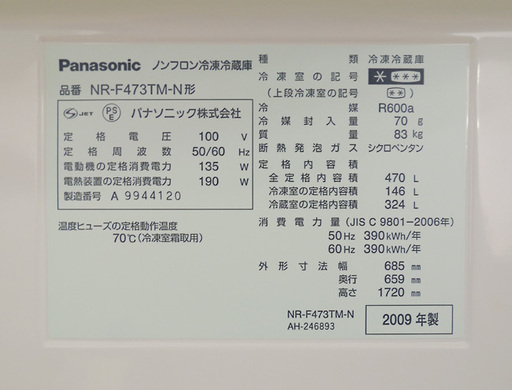 Panasonic ノンフロン冷凍冷蔵庫
品番 NR-F473TM-N形
S JET PSE パナソニック株式会社
定格電圧 100 V
定格周波数 50/60 Hz
電動機の定格消費電力 135 W
電熱装置の定格消費電力 190 W
製造番号 A 9944120
温度ヒューズの定格動作温度
70℃(冷凍室霜取用)
種類 冷凍冷蔵庫
冷凍室の記号 ＊ ***
(上段冷凍室の記号) **
冷媒 R600a
冷媒封入量 70 g
質量 83 kg
断熱発泡ガス シクロペンタン
定格内容積
全定格内容積 470 L
冷凍室の定格内容積 146 L
冷蔵室の定格内容積 324 L
消費電力量(JIS C 9801-2006年)
50 Hz 390 kWh/年
60 Hz 390 kWh/年
外形寸法 幅 685 mm
奥行 659 mm
高さ 1720 mm
NR-F473TM-N
AH-246893
2009 年製